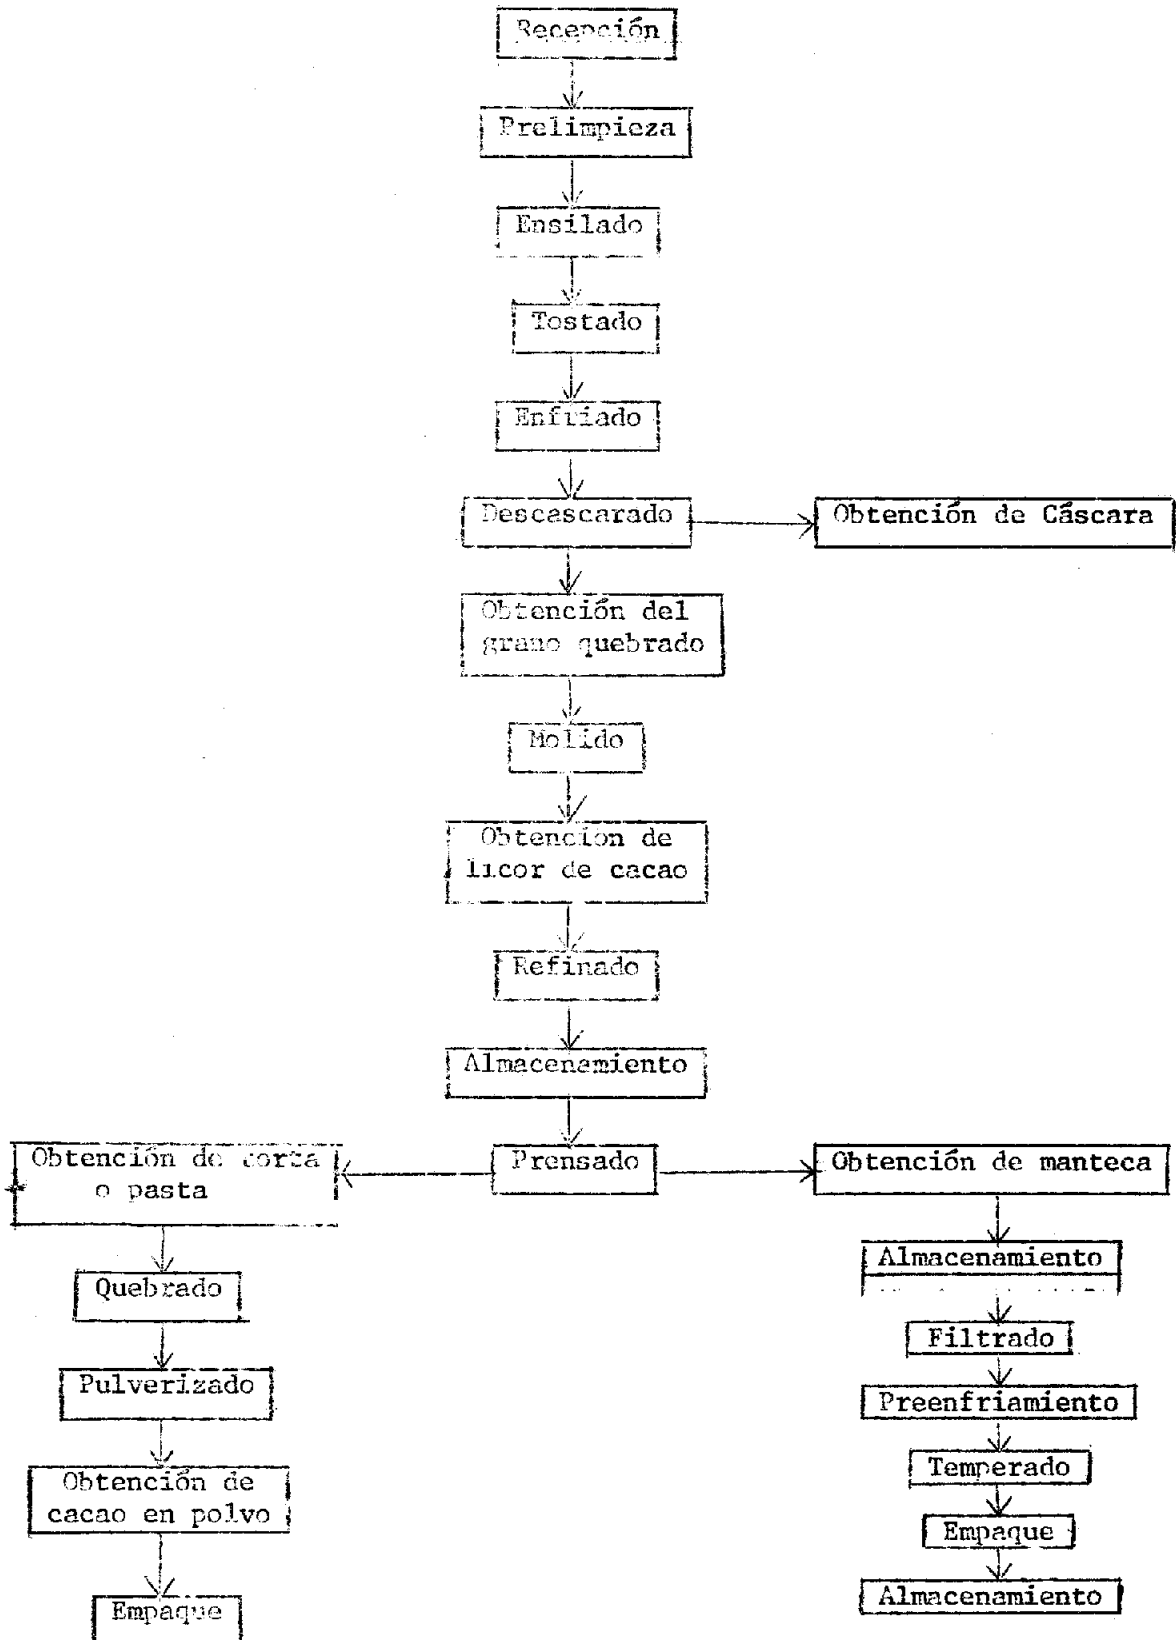 Recepción
Prelimpieza
Ensilado
Tostado
Enfriado
Descascarado
Obtención de Cáscara
Obtención del
grano quebrado
Molido
Obtención de
licor de cacao
Refinado
Almacenamiento
Prensado
Obtención de torta
o pasta
Quebrado
Pulverizado
Obtención de
cacao en polvo
Empaque
Obtención de manteca
Almacenamiento
Filtrado
Preenfriamiento
Temperado
Empaque
Almacenamiento